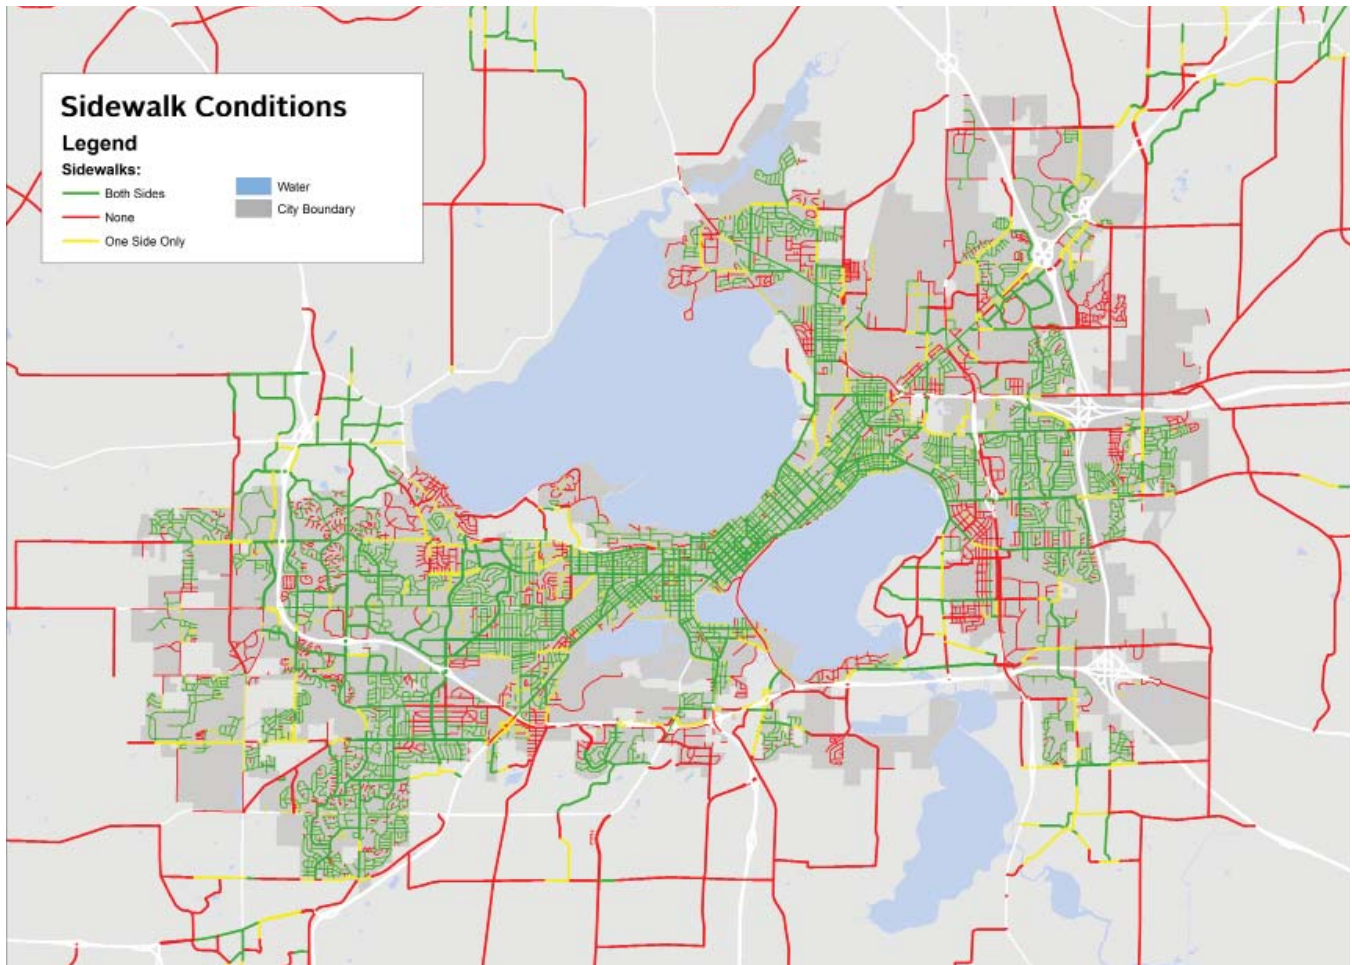 Sidewalk Conditions
Legend
Sidewalks:
Both Sides
None
One Side Only
Water
City Boundary